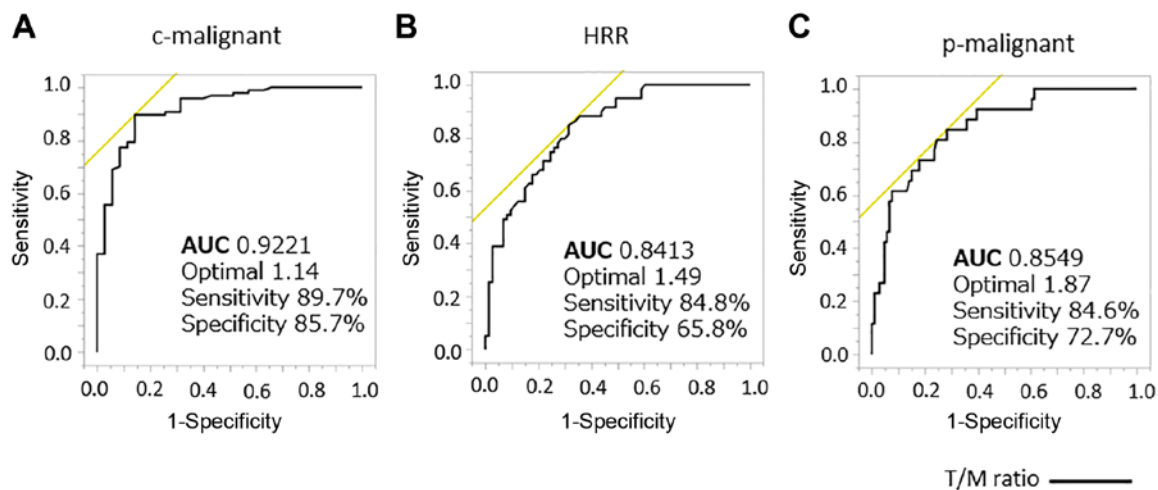 A
c-malignant
Sensitivity
1.0
0.8
0.6
0.4
0.2
0.0
AUC 0.9221
Optimal 1.14
Sensitivity 89.7%
Specificity 85.7%
0.0 0.2 0.4 0.6 0.8 1.0
1-Specificity
B
HRR
Sensitivity
1.0
0.8
0.6
0.4
0.2
0.0
AUC 0.8413
Optimal 1.49
Sensitivity 84.8%
Specificity 65.8%
0.0 0.2 0.4 0.6 0.8 1.0
1-Specificity
C
p-malignant
Sensitivity
1.0
0.8
0.6
0.4
0.2
0.0
AUC 0.8549
Optimal 1.87
Sensitivity 84.6%
Specificity 72.7%
0.0 0.2 0.4 0.6 0.8 1.0
1-Specificity
T/M ratio